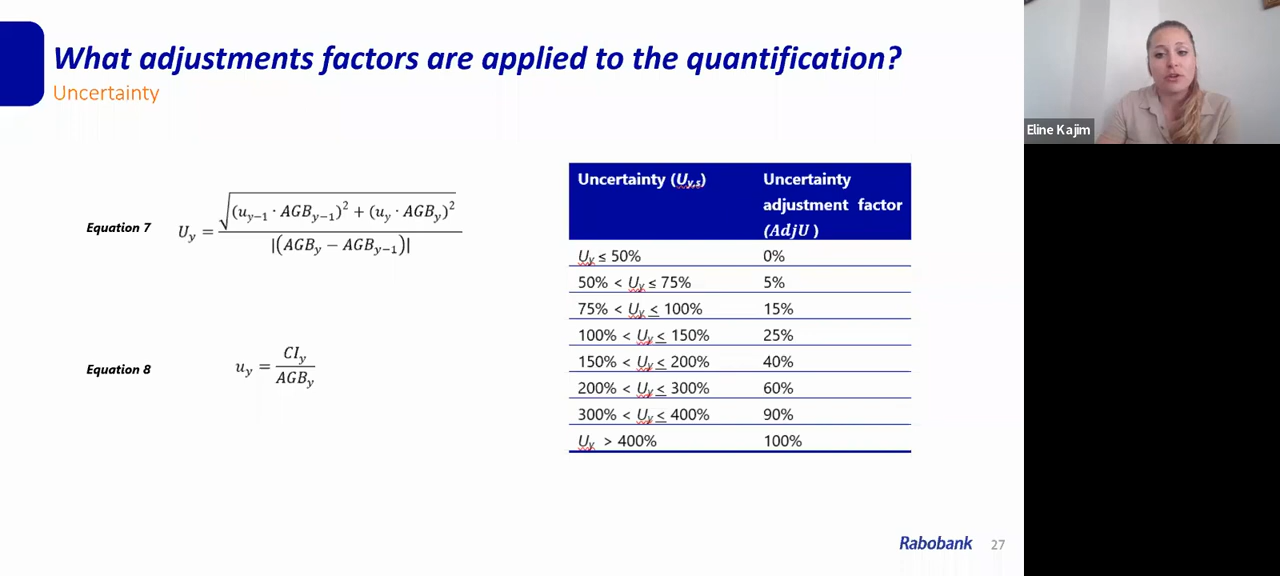 What adjustments factors are applied to the quantification?
Uncertainty
Eline Kajim
Equation 7
U_y = √((u_{y−1} · AGB_{y−1})² + (u_y · AGB_y)²) / |(AGB_y − AGB_{y−1})|
Equation 8
u_y = CI_y / AGB_y
Uncertainty (U_{y,s}) Uncertainty
adjustment factor
(AdjU )
U_y ≤ 50% 0%
50% < U_y ≤ 75% 5%
75% < U_y ≤ 100% 15%
100% < U_y ≤ 150% 25%
150% < U_y ≤ 200% 40%
200% < U_y ≤ 300% 60%
300% < U_y ≤ 400% 90%
U_y > 400% 100%
Rabobank 27